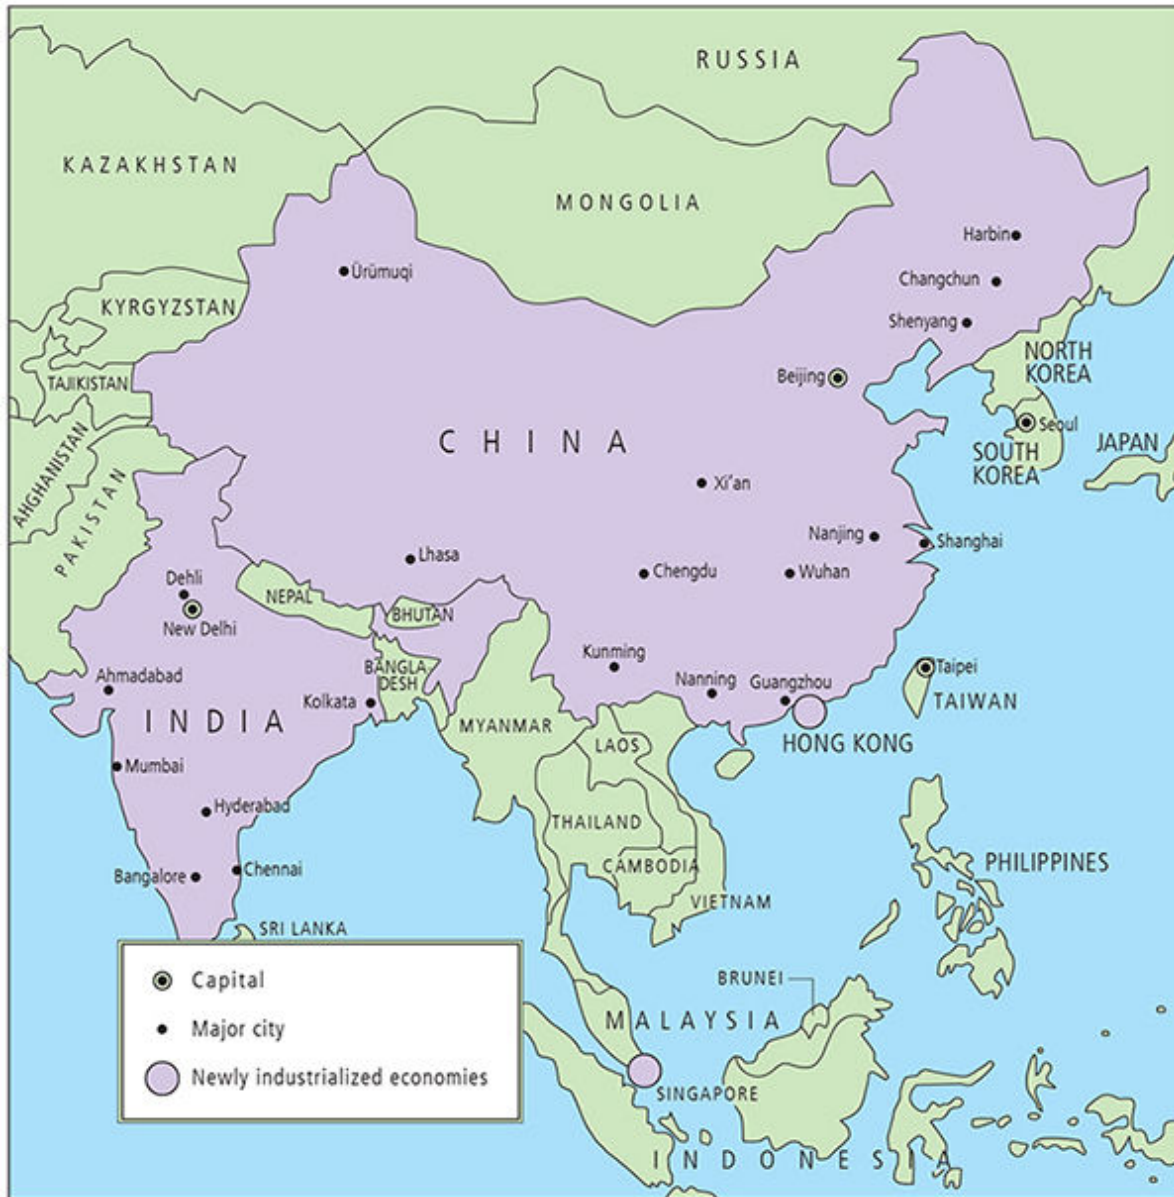 RUSSIA
KAZAKHSTAN
MONGOLIA
Harbin
Ürümuqi
Changchun
KYRGYZSTAN
Shenyang
NORTH
KOREA
Beijing
TAJIKISTAN
Seoul
CHINA
JAPAN
SOUTH
KOREA
AHGHANISTAN
Xi'an
PAKISTAN
Nanjing
Shanghai
Lhasa
Chengdu
Wuhan
Dehli
NEPAL
BHUTAN
New Delhi
Kunming
BANGLA
DESH
Taipei
Ahmadabad
Nanning
Guangzhou
Kolkata
TAIWAN
INDIA
MYANMAR
LAOS
HONG KONG
Mumbai
Hyderabad
THAILAND
PHILIPPINES
CAMBODIA
Chennai
Bangalore
VIETNAM
SRI LANKA
BRUNEI
MALAYSIA
SINGAPORE
INDONESIA
Capital
Major city
Newly industrialized economies